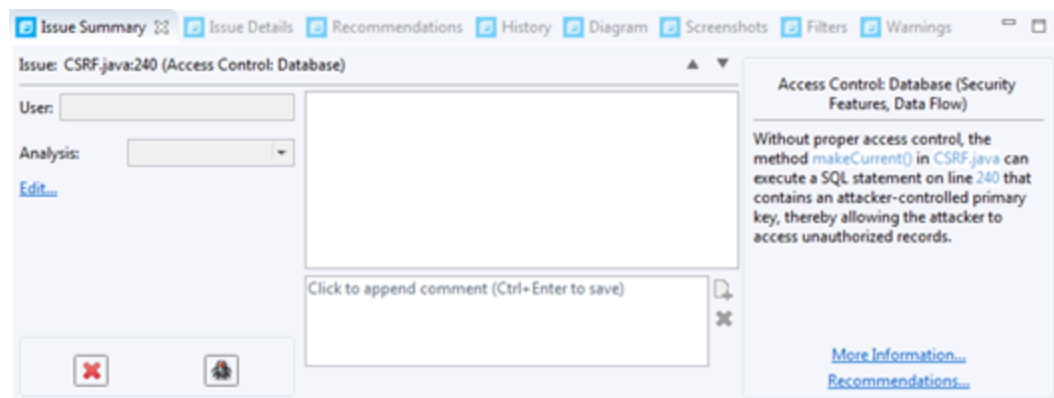 Issue Summary Issue Details Recommendations History Diagram Screenshots Filters Warnings
Issue: CSRF.java:240 (Access Control: Database)
User:
Analysis:
Edit...
Click to append comment (Ctrl+Enter to save)
Access Control: Database (Security
Features, Data Flow)
Without proper access control, the
method makeCurrent() in CSRF.java can
execute a SQL statement on line 240 that
contains an attacker-controlled primary
key, thereby allowing the attacker to
access unauthorized records.
More Information...
Recommendations...